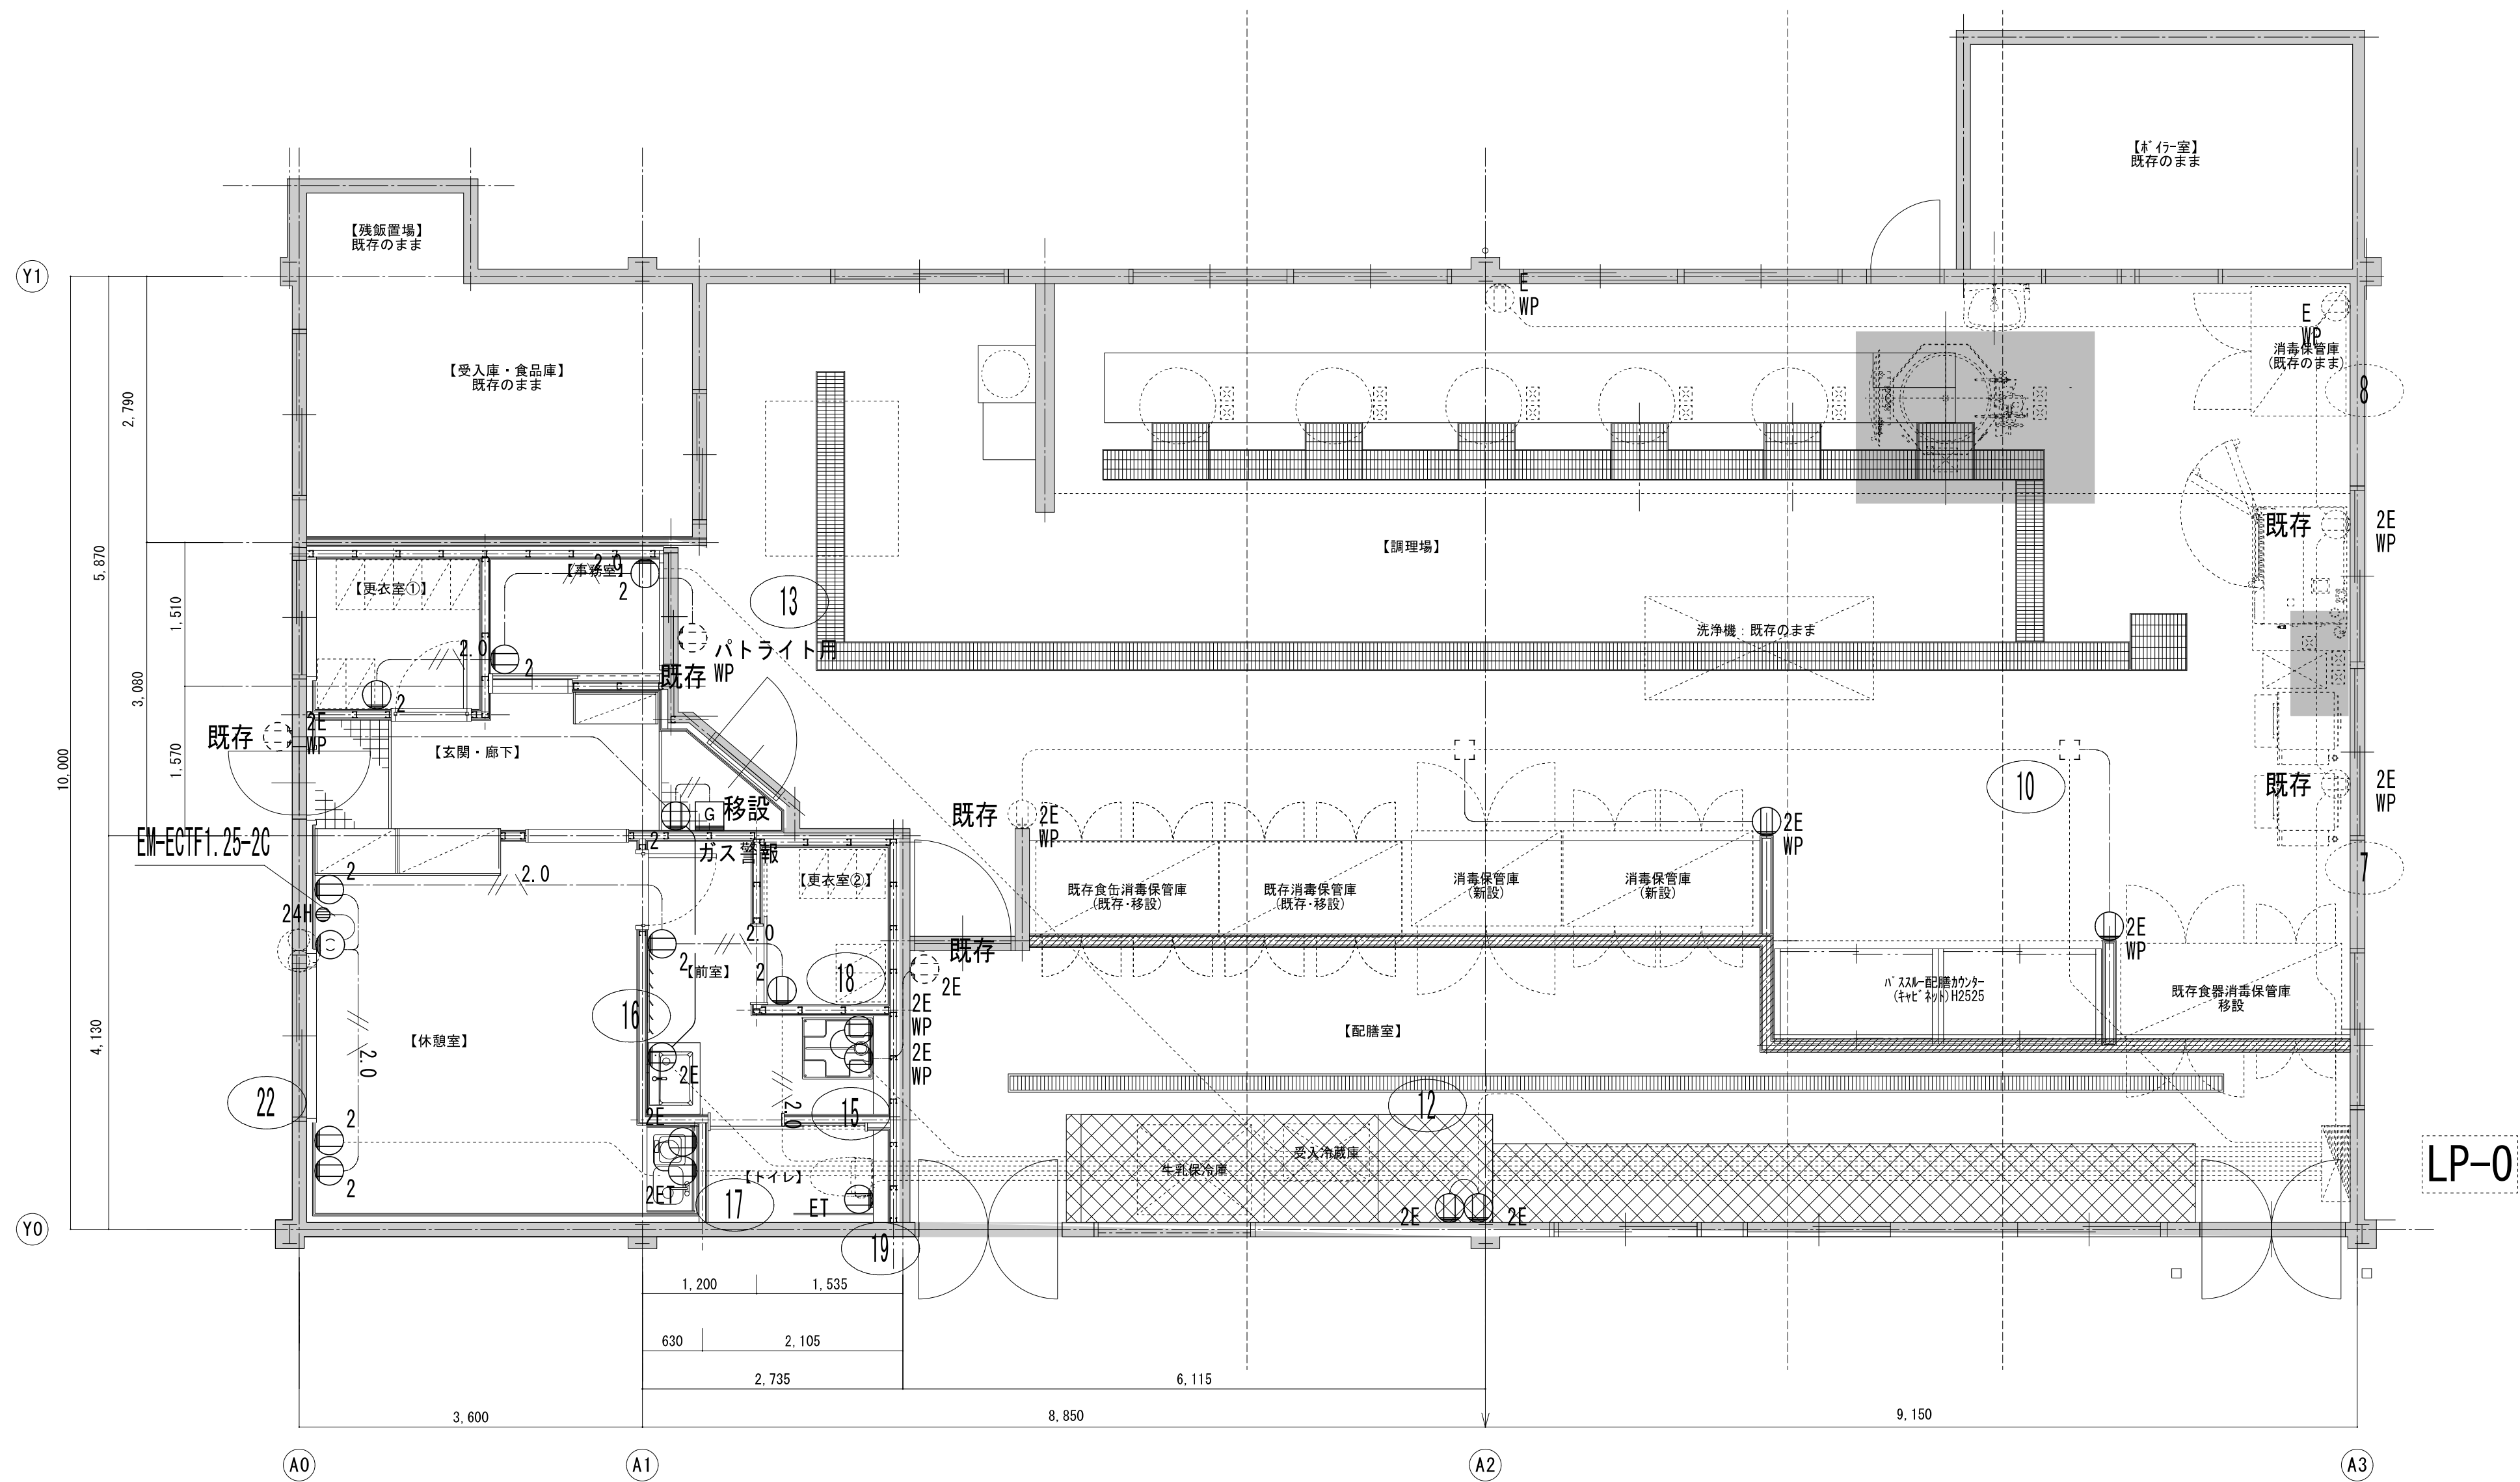 【ﾎﾞｲﾗｰ室】
既存のまま
【残飯置場】
既存のまま
Y1
E
WP
E
WP
消毒保管庫
(既存のまま)
【受入庫・食品庫】
既存のまま
8
2,790
5,870
10,000
3,080
1,510
1,570
4,130
【調理場】
既存
2E
WP
【更衣室①】
【事務室】
2.0
2
13
2.0
2
2
パトライト用
WP
既存
洗浄機：既存のまま
既存
2E
WP
【玄関・廊下】
10
既存
2E
WP
G
移設
2
ガス警報
既存
2E
WP
2E
WP
EM-ECTF1.25-2C
2
2.0
24H
【更衣室②】
既存食缶消毒保管庫
(既存・移設)
既存消毒保管庫
(既存・移設)
消毒保管庫
(新設)
消毒保管庫
(新設)
7
2.0
2
【前室】
2
18
既存
2E
2E
WP
2E
WP
2E
WP
ﾊﾟｽｽﾙｰ配膳ｶｳﾝﾀｰ
(ｷｬﾋﾞﾈｯﾄ)H2525
既存食器消毒保管庫
移設
16
【休憩室】
2.0
【配膳室】
22
2E
2E
2.0
15
12
2
2
2ET
【トイレ】
ET
17
19
牛乳保冷庫
受入冷蔵庫
2E
2E
LP-0
Y0
1,200
1,535
630
2,105
2,735
6,115
3,600
8,850
9,150
A0
A1
A2
A3